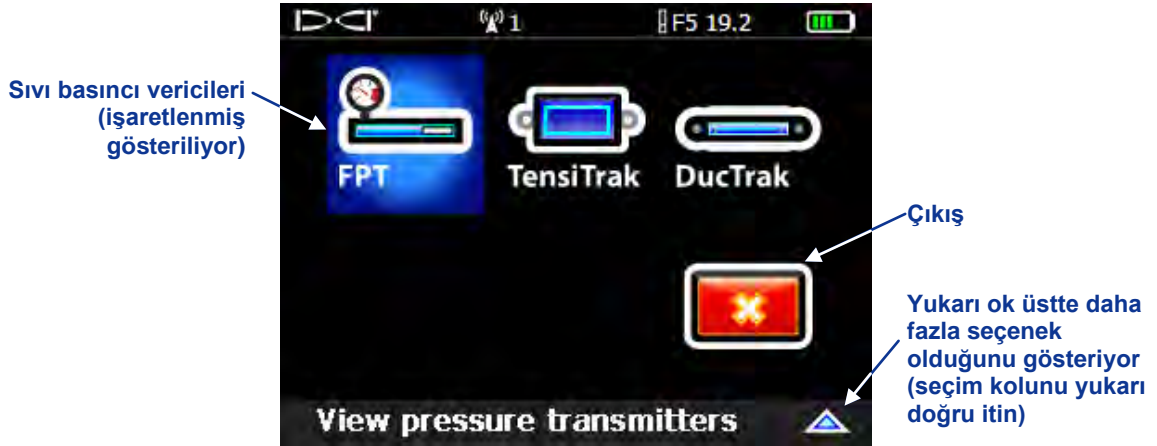 DCI 1 F5 19.2
Sıvı basıncı vericileri
(işaretlenmiş
gösteriliyor)
FPT TensiTrak DucTrak
Çıkış
Yukarı ok üstte daha
fazla seçenek
olduğunu gösteriyor
(seçim kolunu yukarı
doğru itin)
View pressure transmitters